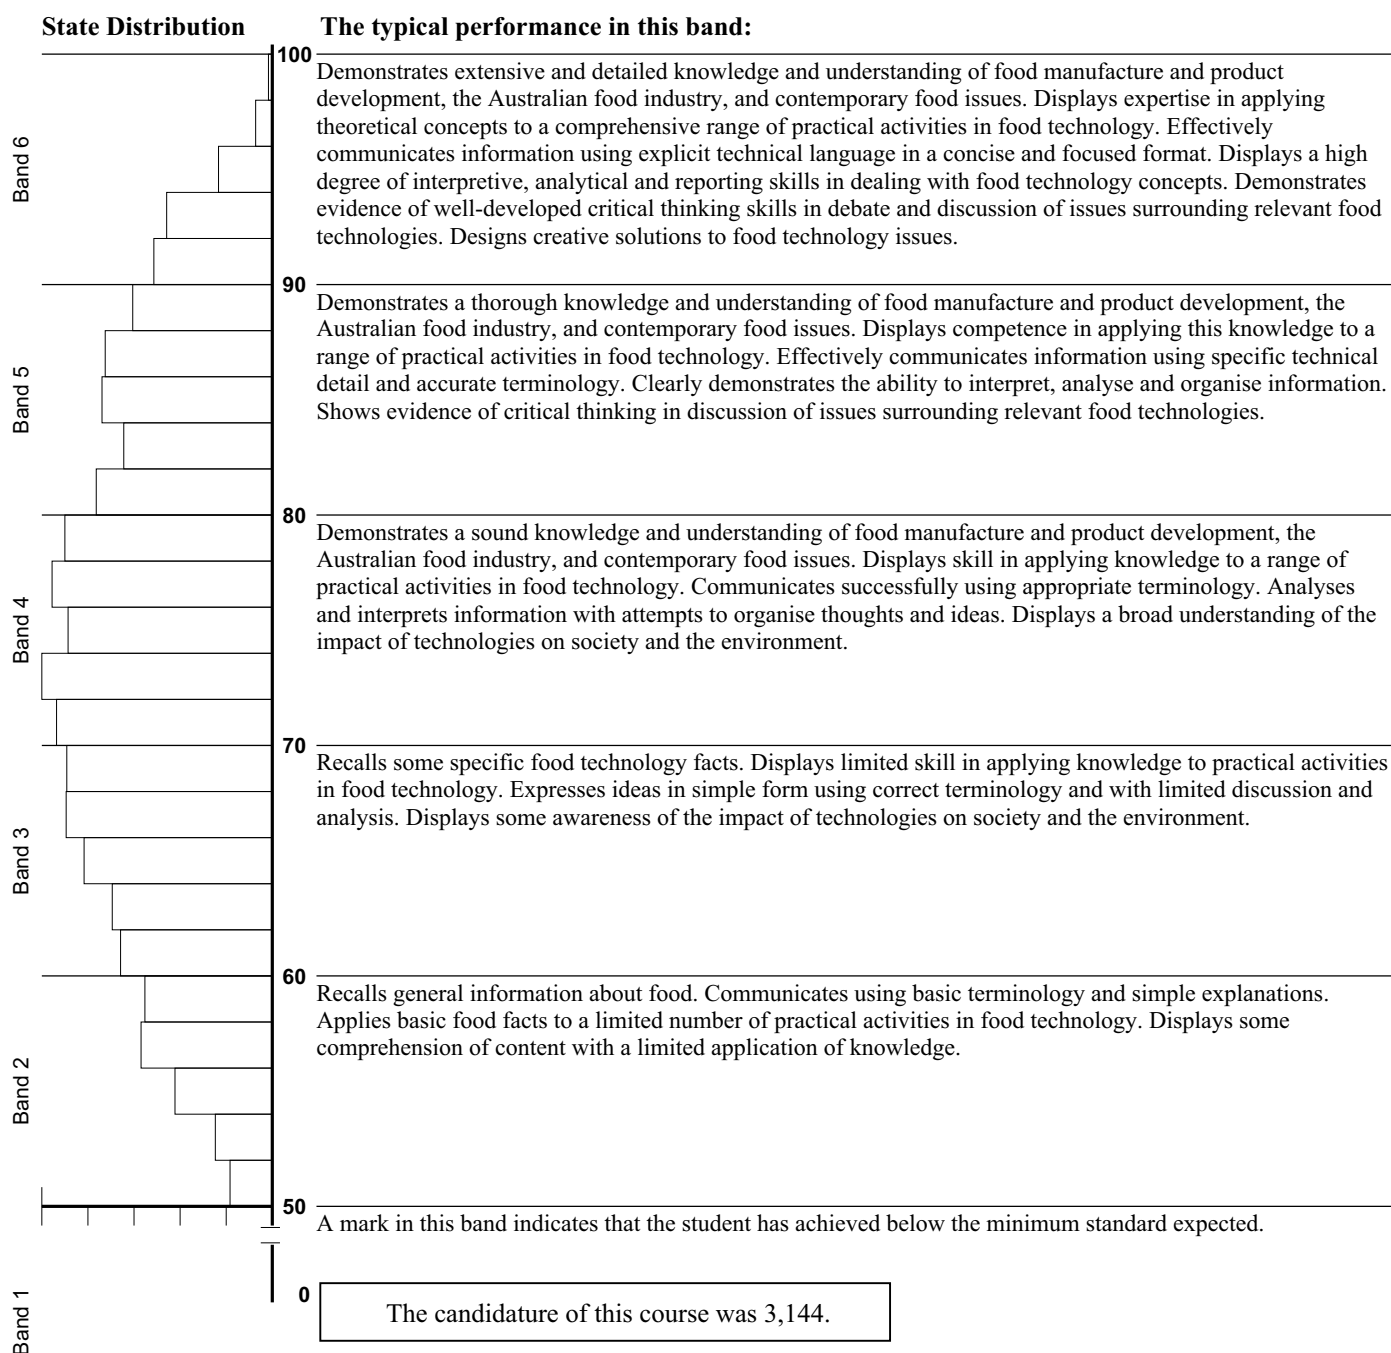 State Distribution The typical performance in this band:
100
Demonstrates extensive and detailed knowledge and understanding of food manufacture and product
development, the Australian food industry, and contemporary food issues. Displays expertise in applying
theoretical concepts to a comprehensive range of practical activities in food technology. Effectively
communicates information using explicit technical language in a concise and focused format. Displays a high
degree of interpretive, analytical and reporting skills in dealing with food technology concepts. Demonstrates
evidence of well-developed critical thinking skills in debate and discussion of issues surrounding relevant food
technologies. Designs creative solutions to food technology issues.
Band 6
90
Demonstrates a thorough knowledge and understanding of food manufacture and product development, the
Australian food industry, and contemporary food issues. Displays competence in applying this knowledge to a
range of practical activities in food technology. Effectively communicates information using specific technical
detail and accurate terminology. Clearly demonstrates the ability to interpret, analyse and organise information.
Shows evidence of critical thinking in discussion of issues surrounding relevant food technologies.
Band 5
80
Demonstrates a sound knowledge and understanding of food manufacture and product development, the
Australian food industry, and contemporary food issues. Displays skill in applying knowledge to a range of
practical activities in food technology. Communicates successfully using appropriate terminology. Analyses
and interprets information with attempts to organise thoughts and ideas. Displays a broad understanding of the
impact of technologies on society and the environment.
Band 4
70
Recalls some specific food technology facts. Displays limited skill in applying knowledge to practical activities
in food technology. Expresses ideas in simple form using correct terminology and with limited discussion and
analysis. Displays some awareness of the impact of technologies on society and the environment.
Band 3
60
Recalls general information about food. Communicates using basic terminology and simple explanations.
Applies basic food facts to a limited number of practical activities in food technology. Displays some
comprehension of content with a limited application of knowledge.
Band 2
50
A mark in this band indicates that the student has achieved below the minimum standard expected.
0
The candidature of this course was 3,144.
Band 1